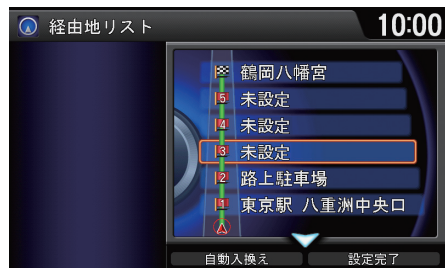 経由地リスト
10:00
鶴岡八幡宮
5 未設定
4 未設定
3 未設定
2 路上駐車場
1 東京駅 八重洲中央口
自動入換え
設定完了